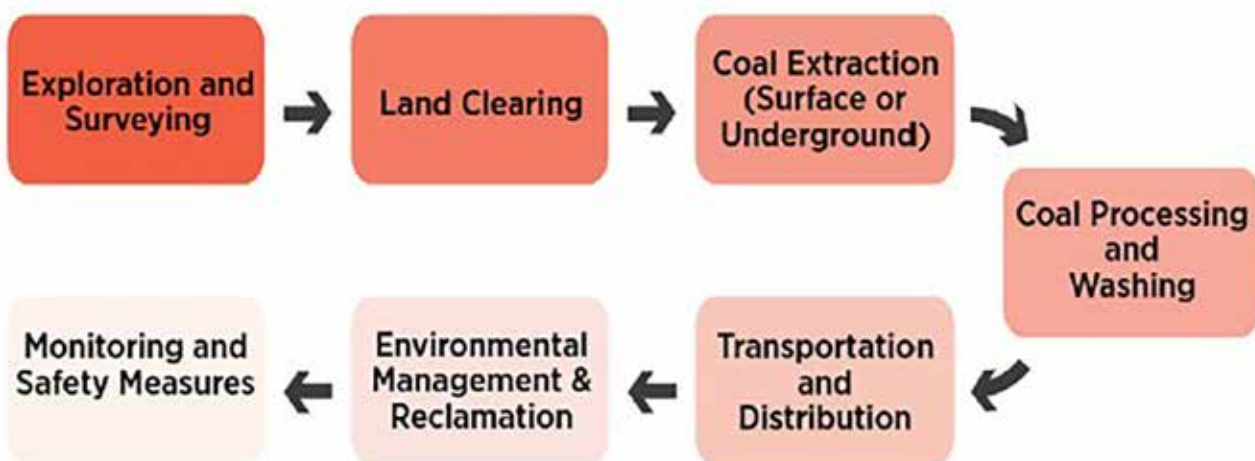 Exploration and
Surveying
Land Clearing
Coal Extraction
(Surface or
Underground)
Coal Processing
and
Washing
Transportation
and
Distribution
Environmental
Management &
Reclamation
Monitoring and
Safety Measures